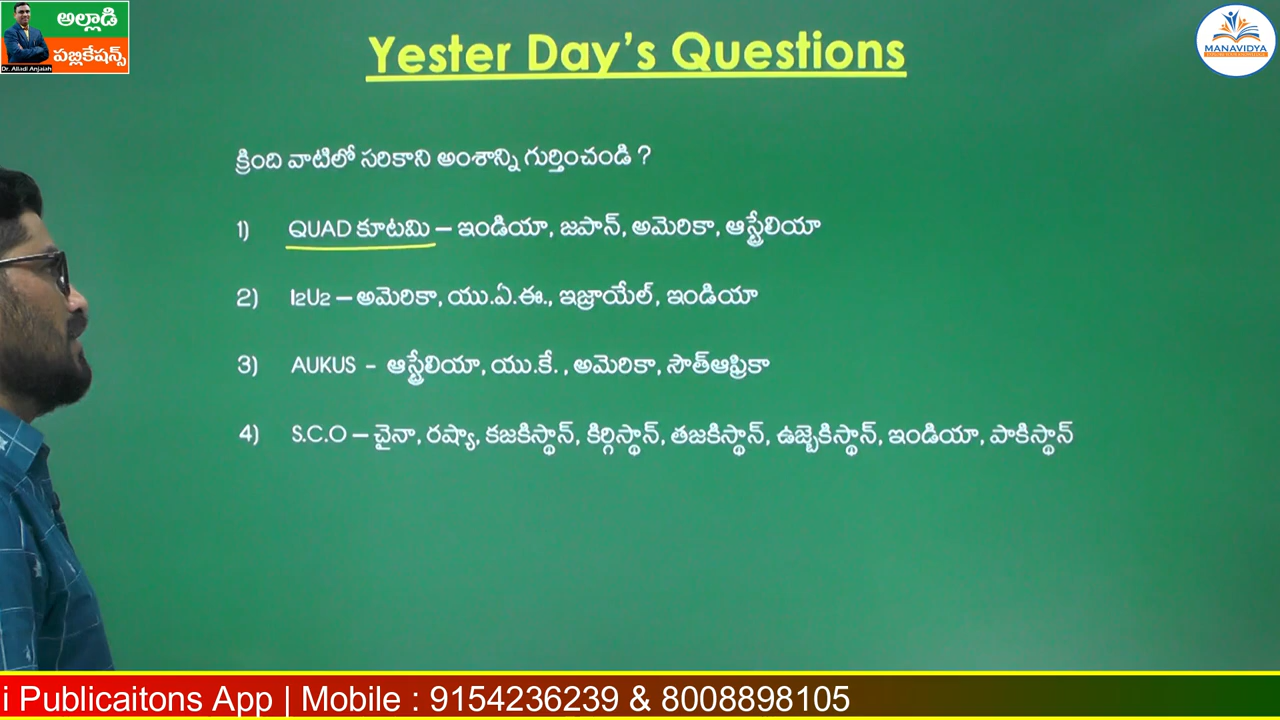 అల్లాడి
పబ్లికేషన్స్
Dr. Alladi Anjaiah
MANAVIDYA
Yester Day's Questions
క్రింది వాటిలో సరికాని అంశాన్ని గుర్తించండి ?
1) QUAD కూటమి – ఇండియా, జపాన్, అమెరికా, ఆస్ట్రేలియా
2) I2U2 – అమెరికా, యు.ఏ.ఈ., ఇజ్రాయేల్, ఇండియా
3) AUKUS - ఆస్ట్రేలియా, యు.కే. , అమెరికా, సౌత్ఆఫ్రికా
4) S.C.O – చైనా, రష్యా, కజకిస్థాన్, కిర్గిస్థాన్, తజకిస్థాన్, ఉజ్బెకిస్థాన్, ఇండియా, పాకిస్థాన్
i Publicaitons App | Mobile : 9154236239 & 8008898105